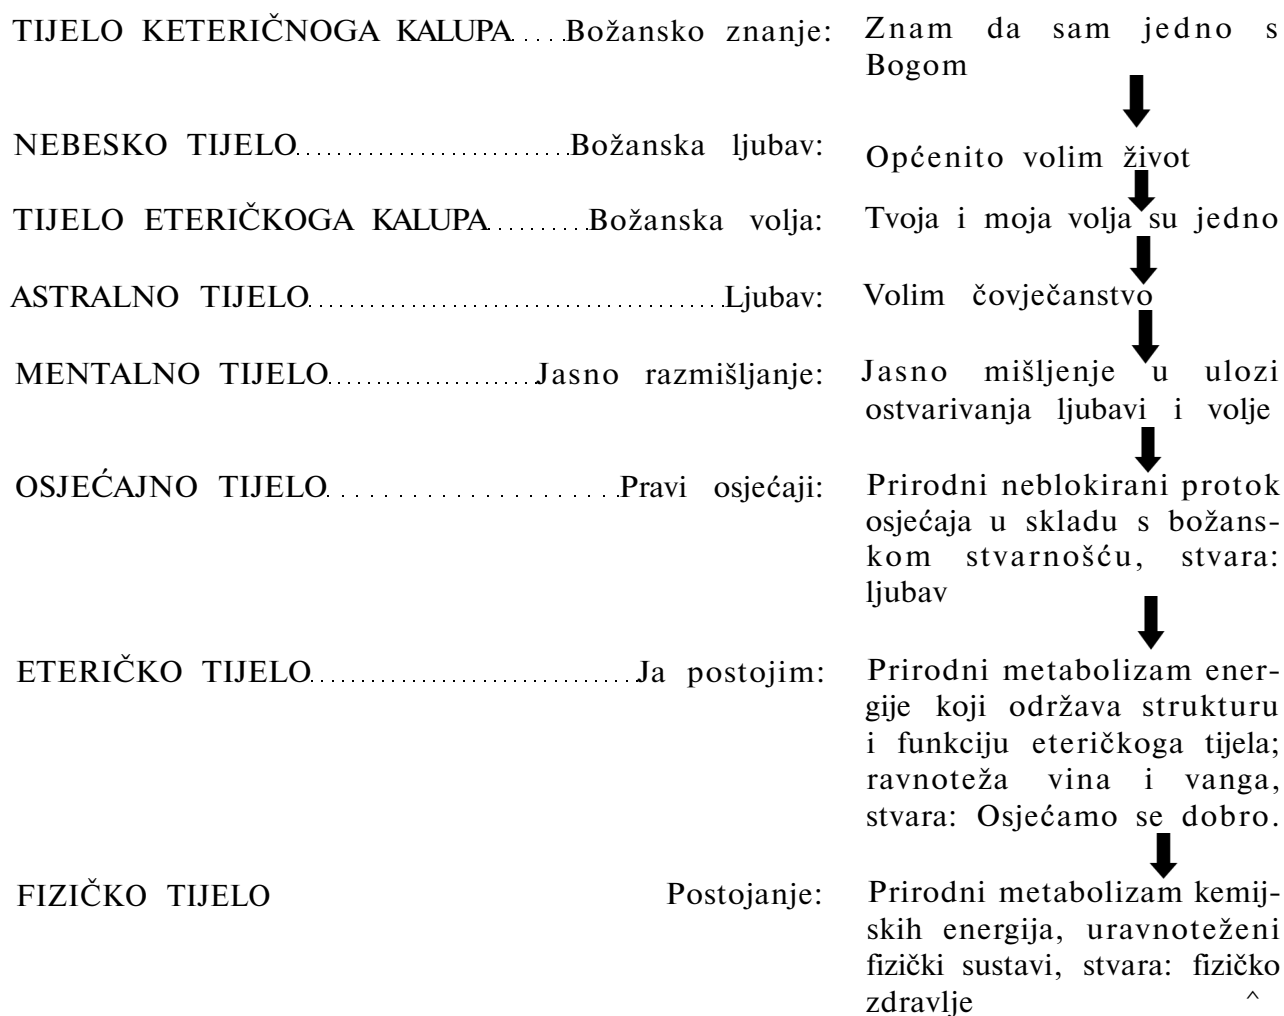 TIJELO KETERIČNOGA KALUPA.....Božansko znanje: Znam da sam jedno s
Bogom
NEBESKO TIJELO..........................Božanska ljubav: Općenito volim život
TIJELO ETERIČKOGA KALUPA..........Božanska volja: Tvoja i moja volja su jedno
ASTRALNO TIJELO........................................Ljubav: Volim čovječanstvo
MENTALNO TIJELO.....................Jasno razmišljanje: Jasno mišljenje u ulozi
ostvarivanja ljubavi i volje
OSJEĆAJNO TIJELO....................Pravi osjećaji: Prirodni neblokirani protok
osjećaja u skladu s božans-
kom stvarnošću, stvara:
ljubav
ETERIČKO TIJELO................................Ja postojim: Prirodni metabolizam ener-
gije koji održava strukturu
i funkciju eteričkoga tijela;
ravnoteža vina i vanga,
stvara: Osjećamo se dobro.
FIZIČKO TIJELO Postojanje: Prirodni metabolizam kemij-
skih energija, uravnoteženi
fizički sustavi, stvara: fizičko
zdravlje ^